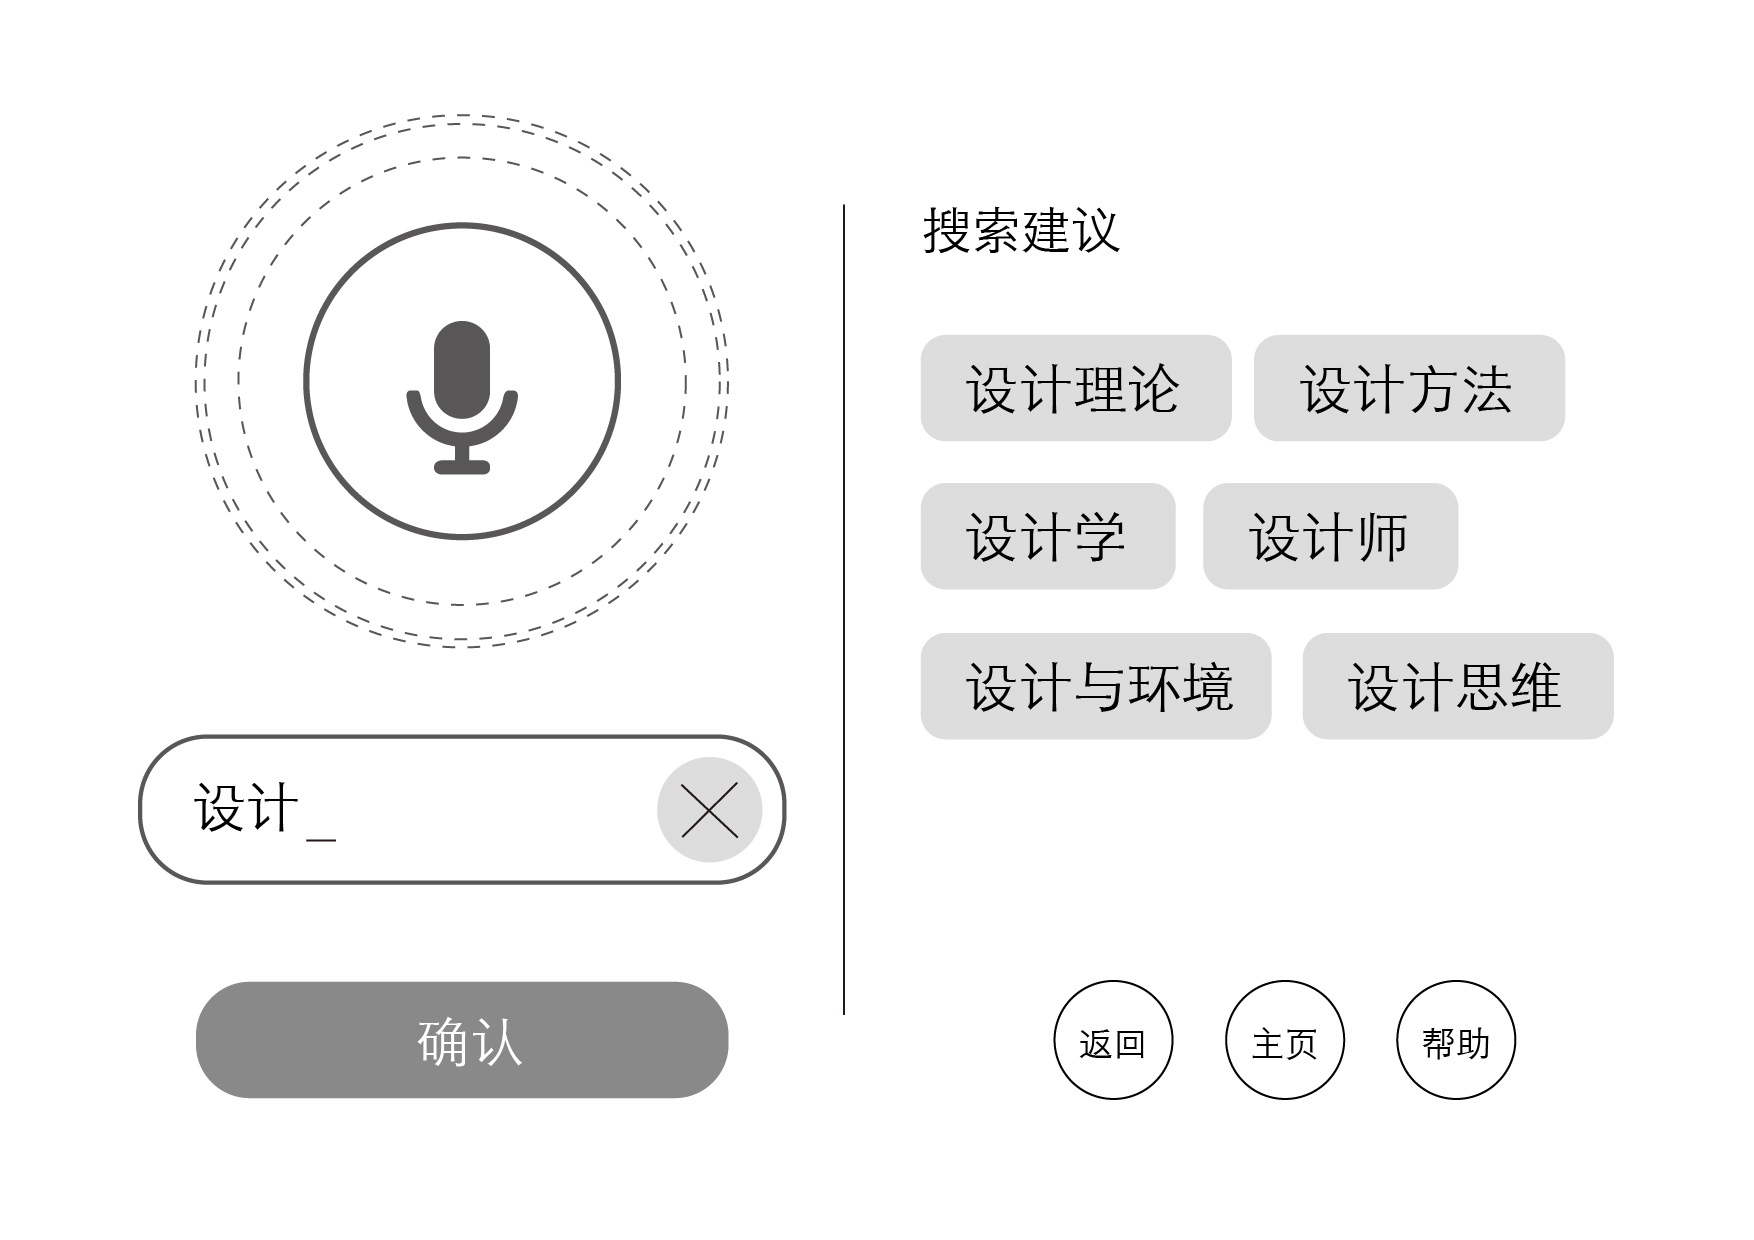 搜索建议
设计理论 设计方法
设计学 设计师
设计与环境 设计思维
设计_
确认
返回 主页 帮助